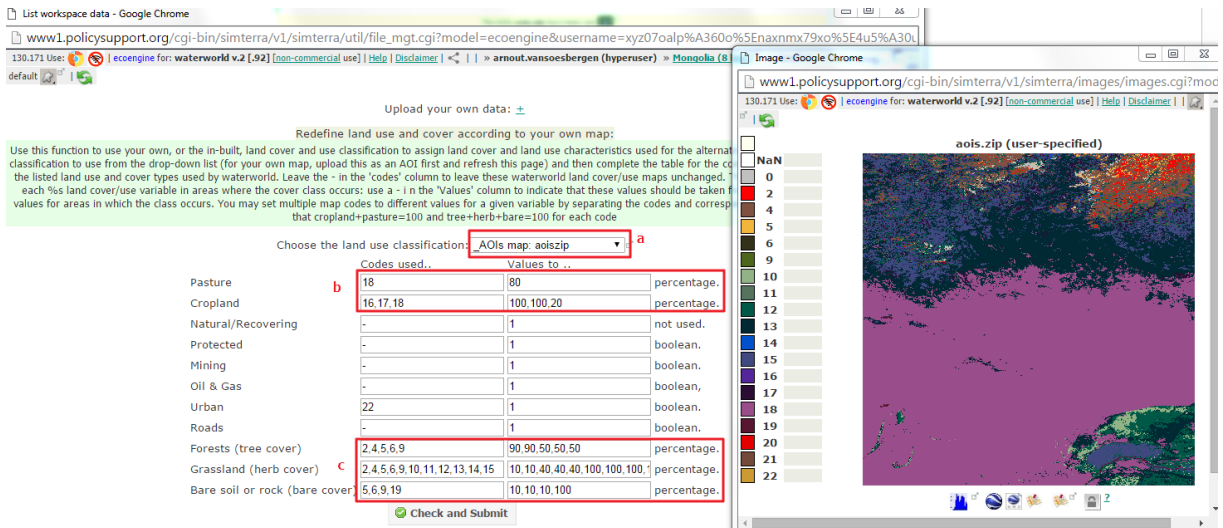 List workspace data - Google Chrome
www1.policysupport.org/cgi-bin/simterra/v1/simterra/util/file_mgt.cgi?model=ecoengine&username=xyz07oalp%A360o%5Enaxnmx79xo%5E4u5%A30
130.171 Use: | ecoengine for: waterworld v.2 [.92] [non-commercial use] | Help | Disclaimer | < | | » arnout.vansoesbergen (hyperuser) » Mongolia (8
default
Upload your own data: +
Redefine land use and cover according to your own map:
Use this function to use your own, or the in-built, land cover and use classification to assign land cover and land use characteristics used for the alternat
classification to use from the drop-down list (for your own map, upload this as an AOI first and refresh this page) and then complete the table for the co
the listed land use and cover types used by waterworld. Leave the - in the 'codes' column to leave these waterworld land cover/use maps unchanged.
each %s land cover/use variable in areas where the cover class occurs: use a - i n the 'Values' column to indicate that these values should be taken
values for areas in which the class occurs. You may set multiple map codes to different values for a given variable by separating the codes and corresp
that cropland+pasture=100 and tree+herb+bare=100 for each code
Choose the land use classification: _AOIs map: aoiszip a
Codes used.. Values to ..
b
Pasture 18 80 percentage.
Cropland 16,17,18 100,100,20 percentage.
Natural/Recovering - 1 not used.
Protected - 1 boolean.
Mining - 1 boolean.
Oil & Gas - 1 boolean,
Urban 22 1 boolean.
Roads - 1 boolean.
Forests (tree cover) 2,4,5,6,9 90,90,50,50,50 percentage.
Grassland (herb cover) c 2,4,5,6,9,10,11,12,13,14,15 10,10,40,40,40,100,100,100,1 percentage.
Bare soil or rock (bare cover) 5,6,9,19 10,10,10,100 percentage.
Check and Submit
Image - Google Chrome
www1.policysupport.org/cgi-bin/simterra/v1/simterra/images/images.cgi?mod
130.171 Use: | ecoengine for: waterworld v.2 [.92] [non-commercial use] | Help | Disclaimer | |
aois.zip (user-specified)
NaN
0
2
4
5
6
9
10
11
12
13
14
15
16
17
18
19
20
21
22
?